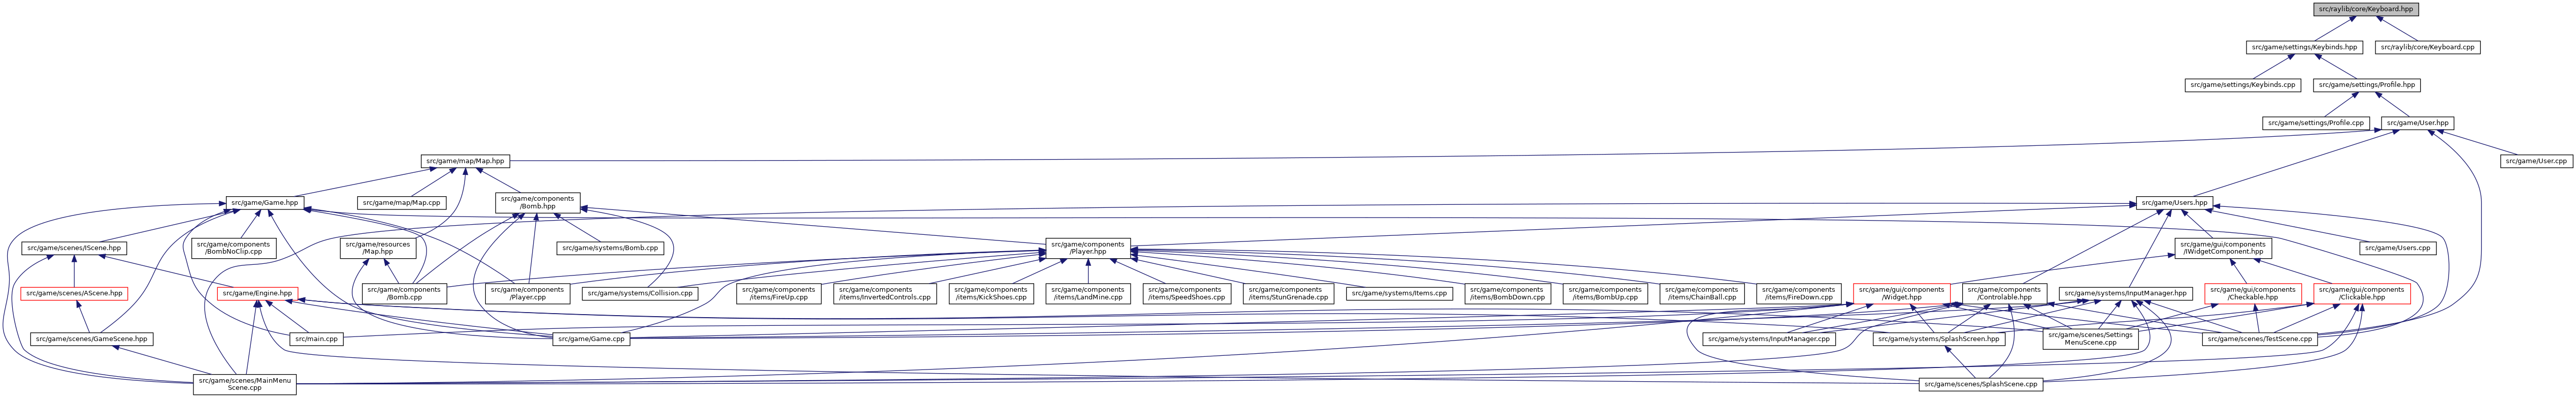 src/raylib/core/Keyboard.hpp
src/game/settings/Keybinds.hpp
src/raylib/core/Keyboard.cpp
src/game/settings/Keybinds.cpp
src/game/settings/Profile.hpp
src/game/settings/Profile.cpp
src/game/User.hpp
src/game/map/Map.hpp
src/game/User.cpp
src/game/Game.hpp
src/game/map/Map.cpp
src/game/components
/Bomb.hpp
src/game/Users.hpp
src/game/scenes/IScene.hpp
src/game/components
/BombNoClip.cpp
src/game/resources
/Map.hpp
src/game/systems/Bomb.cpp
src/game/components
/Player.hpp
src/game/gui/components
/IWidgetComponent.hpp
src/game/Users.cpp
src/game/scenes/AScene.hpp
src/game/Engine.hpp
src/game/components
/Bomb.cpp
src/game/components
/Player.cpp
src/game/systems/Collision.cpp
src/game/components
/items/FireUp.cpp
src/game/components
/items/InvertedControls.cpp
src/game/components
/items/KickShoes.cpp
src/game/components
/items/LandMine.cpp
src/game/components
/items/SpeedShoes.cpp
src/game/components
/items/StunGrenade.cpp
src/game/systems/Items.cpp
src/game/components
/items/BombDown.cpp
src/game/components
/items/BombUp.cpp
src/game/components
/items/ChainBall.cpp
src/game/components
/items/FireDown.cpp
src/game/gui/components
/Widget.hpp
src/game/components
/Controlable.hpp
src/game/systems/InputManager.hpp
src/game/gui/components
/Checkable.hpp
src/game/gui/components
/Clickable.hpp
src/game/scenes/GameScene.hpp
src/main.cpp
src/game/Game.cpp
src/game/systems/InputManager.cpp
src/game/systems/SplashScreen.hpp
src/game/scenes/Settings
MenuScene.cpp
src/game/scenes/TestScene.cpp
src/game/scenes/MainMenu
Scene.cpp
src/game/scenes/SplashScene.cpp